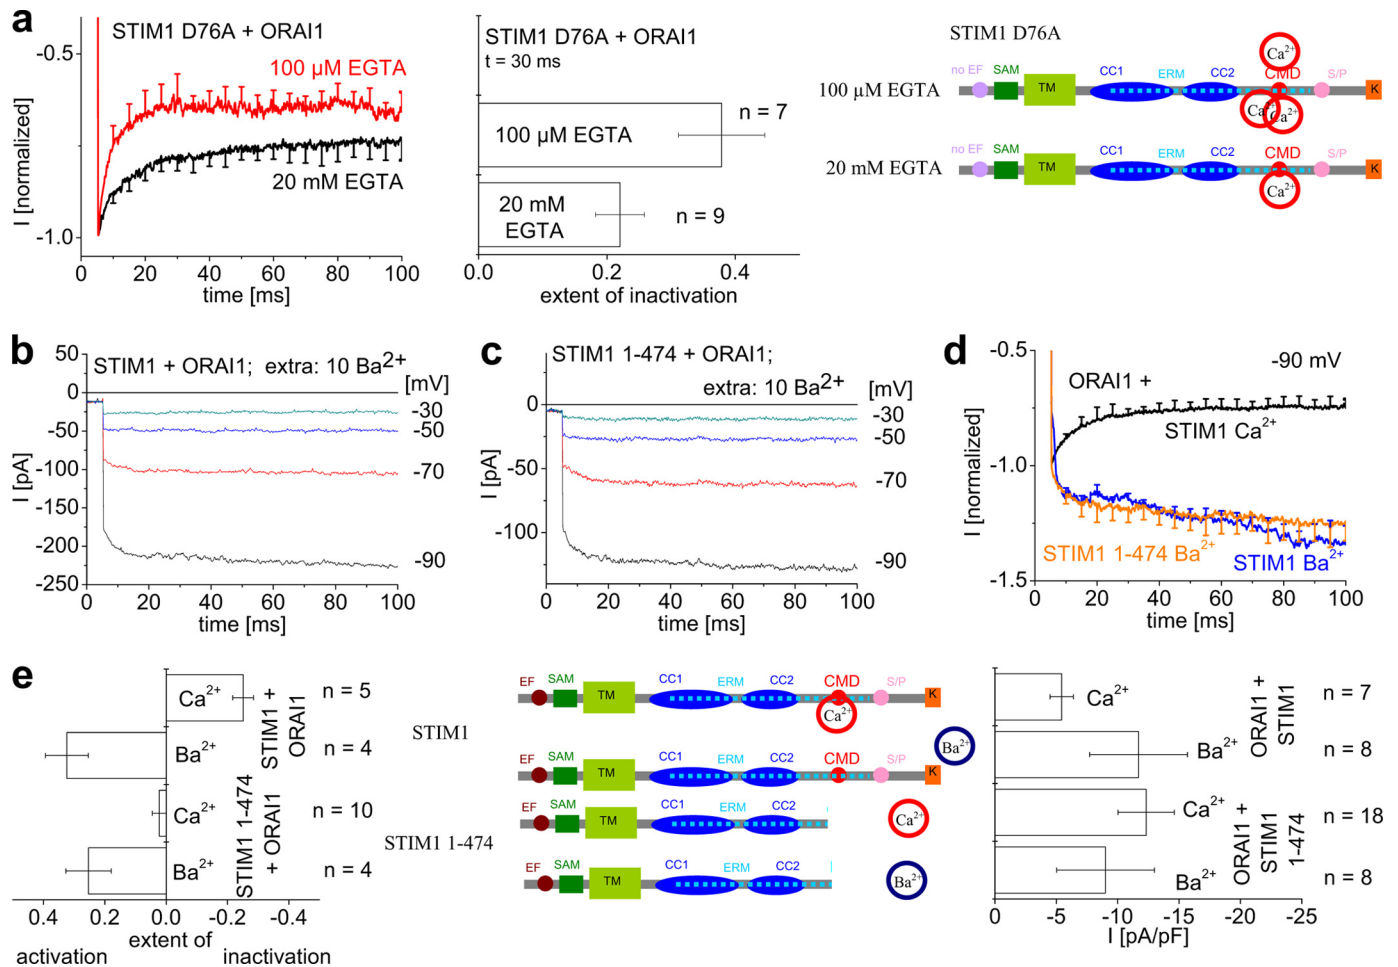 a
STIM1 D76A + ORAI1
100 µM EGTA
20 mM EGTA
I [normalized]
-0.5
-1.0
0 20 40 60 80 100
time [ms]
STIM1 D76A + ORAI1
t = 30 ms
100 µM EGTA
n = 7
20 mM
EGTA
n = 9
0.0 0.2 0.4
extent of inactivation
STIM1 D76A
100 µM EGTA
no EF SAM TM CC1 ERM CC2 CMD S/P K
Ca2+
Ca2+ Ca2+
20 mM EGTA
no EF SAM TM CC1 ERM CC2 CMD S/P K
Ca2+
b
STIM1 + ORAI1; extra: 10 Ba2+
[mV]
-30
-50
-70
-90
I [pA]
50
0
-50
-100
-150
-200
-250
0 20 40 60 80 100
time [ms]
c
STIM1 1-474 + ORAI1;
extra: 10 Ba2+
[mV]
-30
-50
-70
-90
I [pA]
0
-50
-100
0 20 40 60 80 100
time [ms]
d
-90 mV
ORAI1 +
STIM1 Ca2+
STIM1 1-474 Ba2+
STIM1 Ba2+
I [normalized]
-0.5
-1.0
-1.5
0 20 40 60 80 100
time [ms]
e
Ca2+
n = 5
Ba2+
n = 4
STIM1 +
ORAI1
Ca2+
n = 10
Ba2+
n = 4
STIM1 1-474
+ ORAI1
0.4 0.2 0.0 -0.2 -0.4
extent of
activation
inactivation
STIM1
EF SAM TM CC1 ERM CC2 CMD S/P K
Ca2+
Ba2+
EF SAM TM CC1 ERM CC2 CMD S/P K
STIM1 1-474
EF SAM TM CC1 ERM CC2
Ca2+
EF SAM TM CC1 ERM CC2
Ba2+
Ca2+
n = 7
Ba2+
n = 8
ORAI1 +
STIM1
Ca2+
n = 18
Ba2+
n = 8
ORAI1 +
STIM1
1-474
0 -5 -10 -15 -20 -25
I [pA/pF]